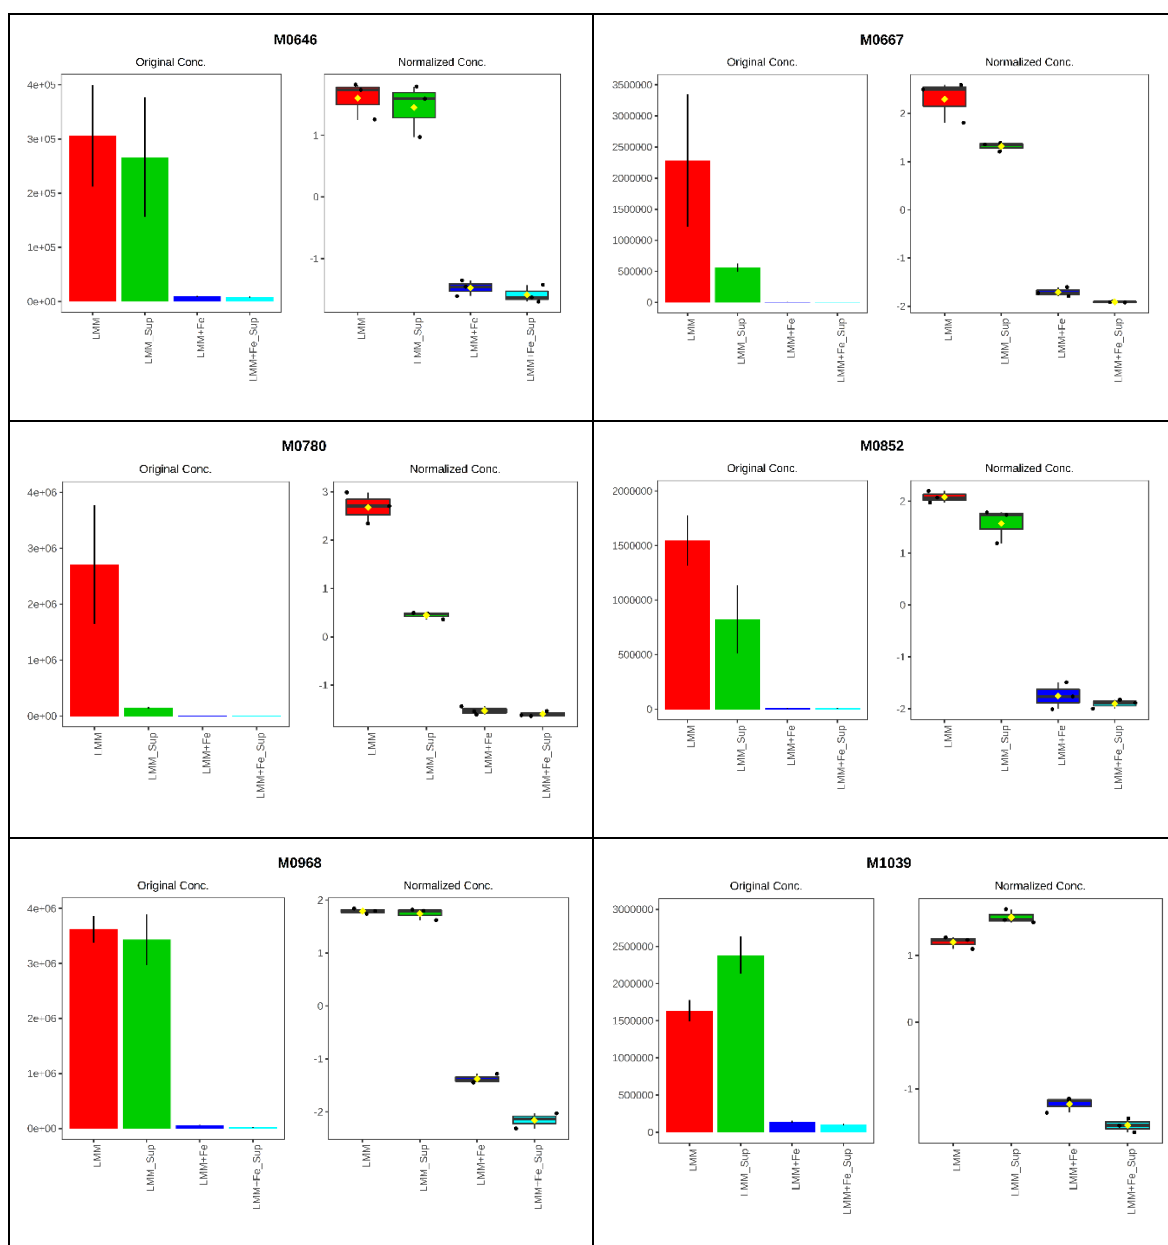 M0646
Original Conc.
Normalized Conc.
4e+05
3e+05
2e+05
1e+05
0e+00
1
0
-1
LMM
LMM_Sup
LMM+Fe
LMM+Fe_Sup
LMM
LMM_Sup
LMM+Fe
LMM+Fe_Sup
M0667
Original Conc.
Normalized Conc.
3500000
3000000
2500000
2000000
1500000
1000000
500000
0
2
1
0
-1
-2
LMM
LMM_Sup
LMM+Fe
LMM+Fe_Sup
LMM
LMM_Sup
LMM+Fe
LMM+Fe_Sup
M0780
Original Conc.
Normalized Conc.
4e+06
3e+06
2e+06
1e+06
0e+00
3
2
1
0
-1
LMM
LMM_Sup
LMM+Fe
LMM+Fe_Sup
LMM
LMM_Sup
LMM+Fe
LMM+Fe_Sup
M0852
Original Conc.
Normalized Conc.
2000000
1500000
1000000
500000
0
2
1
0
-1
-2
LMM
LMM_Sup
LMM+Fe
LMM+Fe_Sup
LMM
LMM_Sup
LMM+Fe
LMM+Fe_Sup
M0968
Original Conc.
Normalized Conc.
4e+06
3e+06
2e+06
1e+06
0e+00
2
1
0
-1
-2
LMM
LMM_Sup
LMM+Fe
LMM+Fe_Sup
LMM
LMM_Sup
LMM+Fe
LMM+Fe_Sup
M1039
Original Conc.
Normalized Conc.
3000000
2500000
2000000
1500000
1000000
500000
0
1
0
-1
LMM
LMM_Sup
LMM+Fe
LMM+Fe_Sup
LMM
LMM_Sup
LMM+Fe
LMM+Fe_Sup